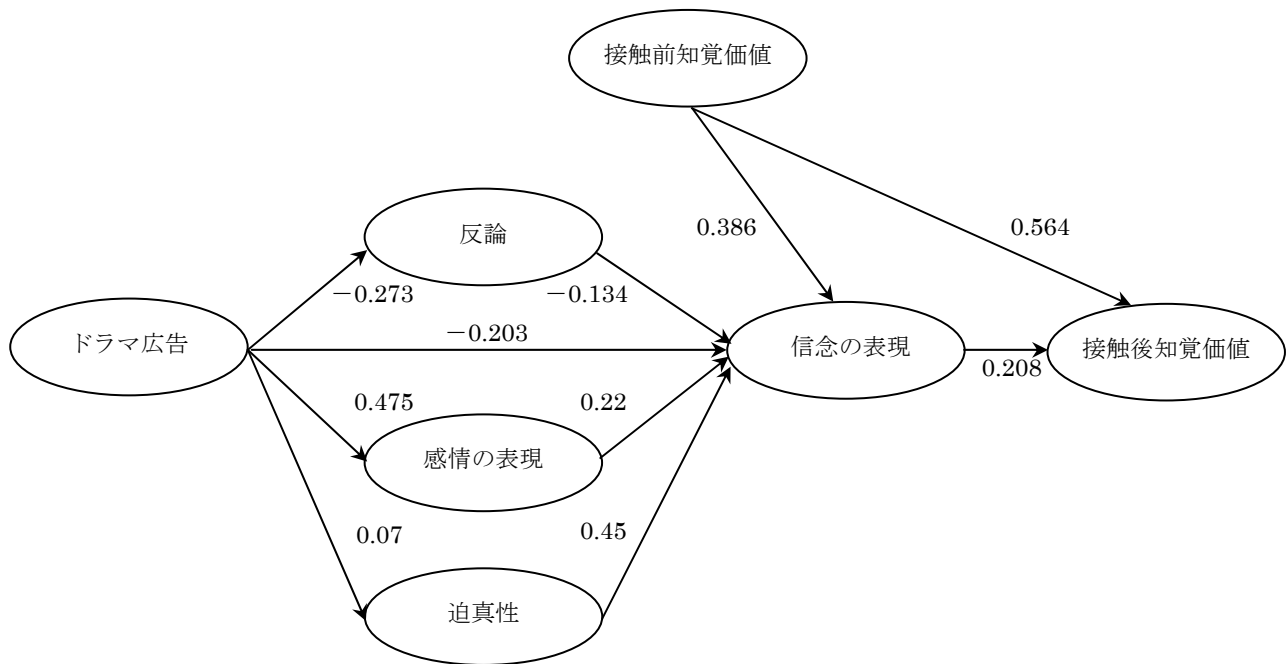 接触前知覚価値
0.386
0.564
反論
−0.273
−0.134
ドラマ広告
−0.203
信念の表現
0.208
接触後知覚価値
0.475
0.22
感情の表現
0.07
0.45
迫真性